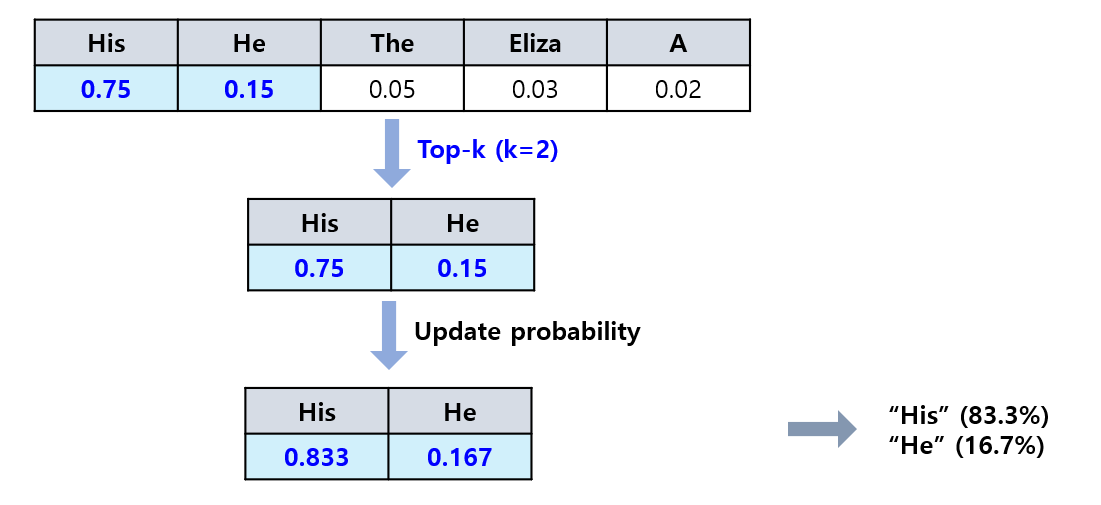 His He The Eliza A
0.75 0.15 0.05 0.03 0.02
Top-k (k=2)
His He
0.75 0.15
Update probability
His He
0.833 0.167
“His” (83.3%)
“He” (16.7%)